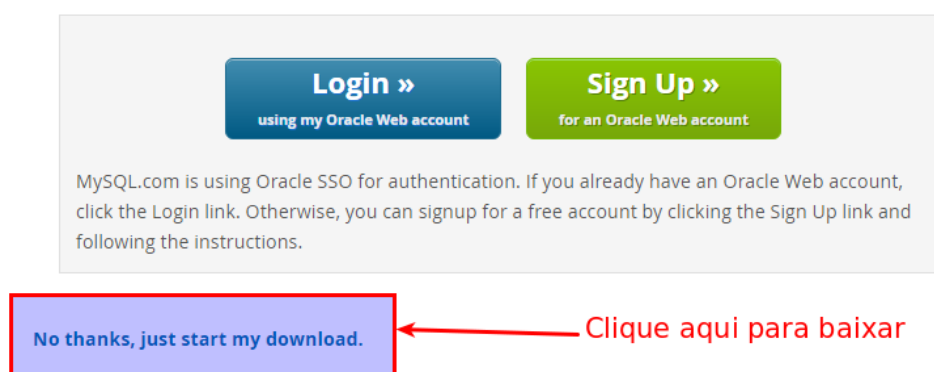 Login »
using my Oracle Web account
Sign Up »
for an Oracle Web account
MySQL.com is using Oracle SSO for authentication. If you already have an Oracle Web account,
click the Login link. Otherwise, you can signup for a free account by clicking the Sign Up link and
following the instructions.
No thanks, just start my download.
Clique aqui para baixar